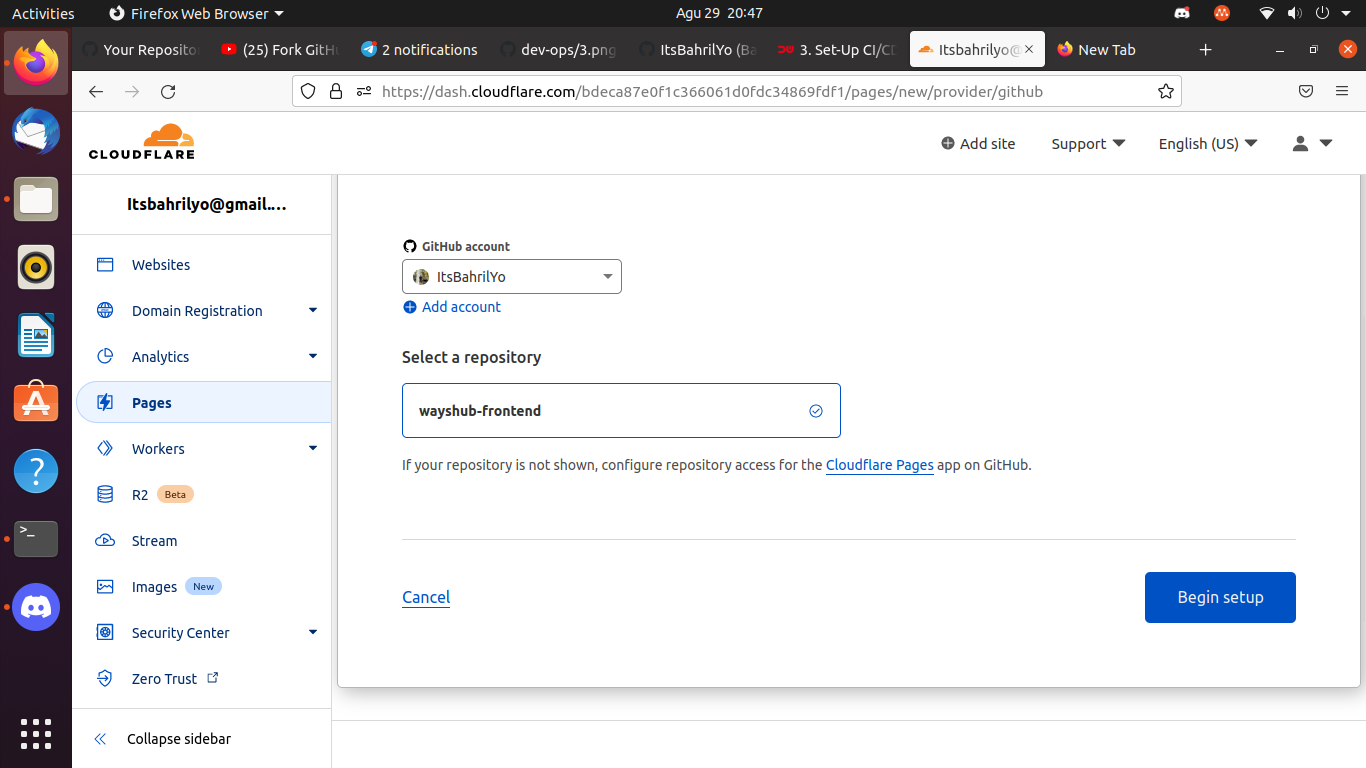 Activities
Firefox Web Browser
Agu 29 20:47
Your Reposito
(25) Fork GitHu
2 notifications
dev-ops/3.png
ItsBahrilYo (Ba
3. Set-Up CI/CD
Itsbahrilyo@
New Tab
https://dash.cloudflare.com/bdeca87e0f1c366061d0fdc34869fdf1/pages/new/provider/github
CLOUDFLARE
Add site
Support
English (US)
Itsbahrilyo@gmail.…
Websites
Domain Registration
Analytics
Pages
Workers
R2 Beta
Stream
Images New
Security Center
Zero Trust
Collapse sidebar
GitHub account
ItsBahrilYo
Add account
Select a repository
wayshub-frontend
If your repository is not shown, configure repository access for the Cloudflare Pages app on GitHub.
Cancel
Begin setup